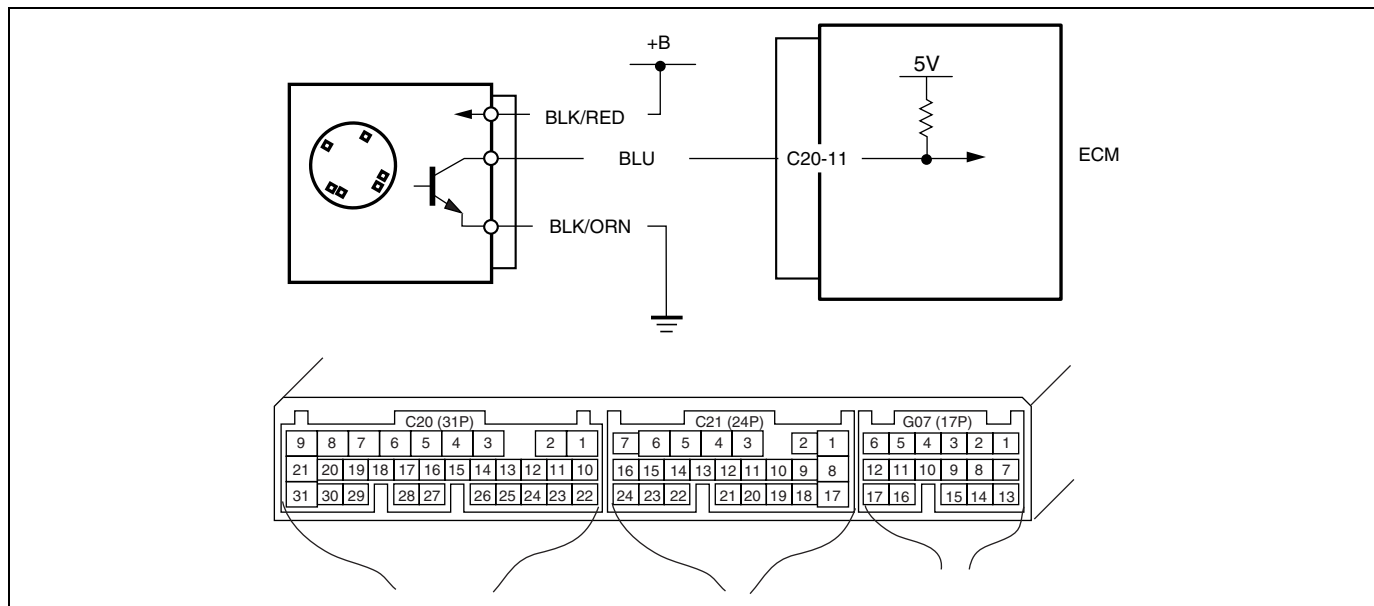 +B
5V
BLK/RED
BLU
C20-11
ECM
BLK/ORN
C20 (31P)
9 8 7 6 5 4 3 2 1
21 20 19 18 17 16 15 14 13 12 11 10
31 30 29 28 27 26 25 24 23 22
C21 (24P)
7 6 5 4 3 2 1
16 15 14 13 12 11 10 9 8
24 23 22 21 20 19 18 17
G07 (17P)
6 5 4 3 2 1
12 11 10 9 8 7
17 16 15 14 13